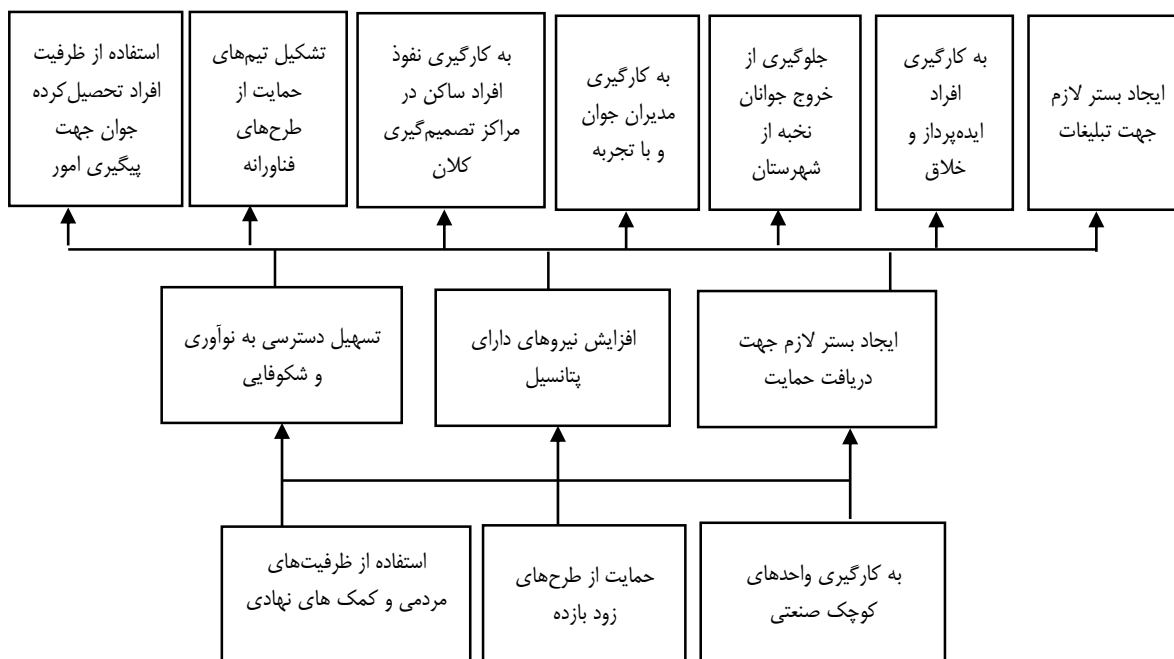 ایجاد بستر لازم
جهت تبلیغات
به کارگیری
افراد
ایده‌پرداز و
خلاق
جلوگیری از
خروج جوانان
نخبه از
شهرستان
به کارگیری
مدیران جوان
و با تجربه
به کارگیری نفوذ
افراد ساکن در
مراکز تصمیم‌گیری
کلان
تشکیل تیم‌های
حمایت از
طرح‌های
فناورانه
استفاده از ظرفیت
افراد تحصیل‌کرده
جوان جهت
پیگیری امور
ایجاد بستر لازم جهت
دریافت حمایت
افزایش نیروهای دارای
پتانسیل
تسهیل دسترسی به نوآوری
و شکوفایی
به کارگیری واحدهای
کوچک صنعتی
حمایت از طرح‌های
زود بازده
استفاده از ظرفیت‌های
مردمی و کمک های نهادی